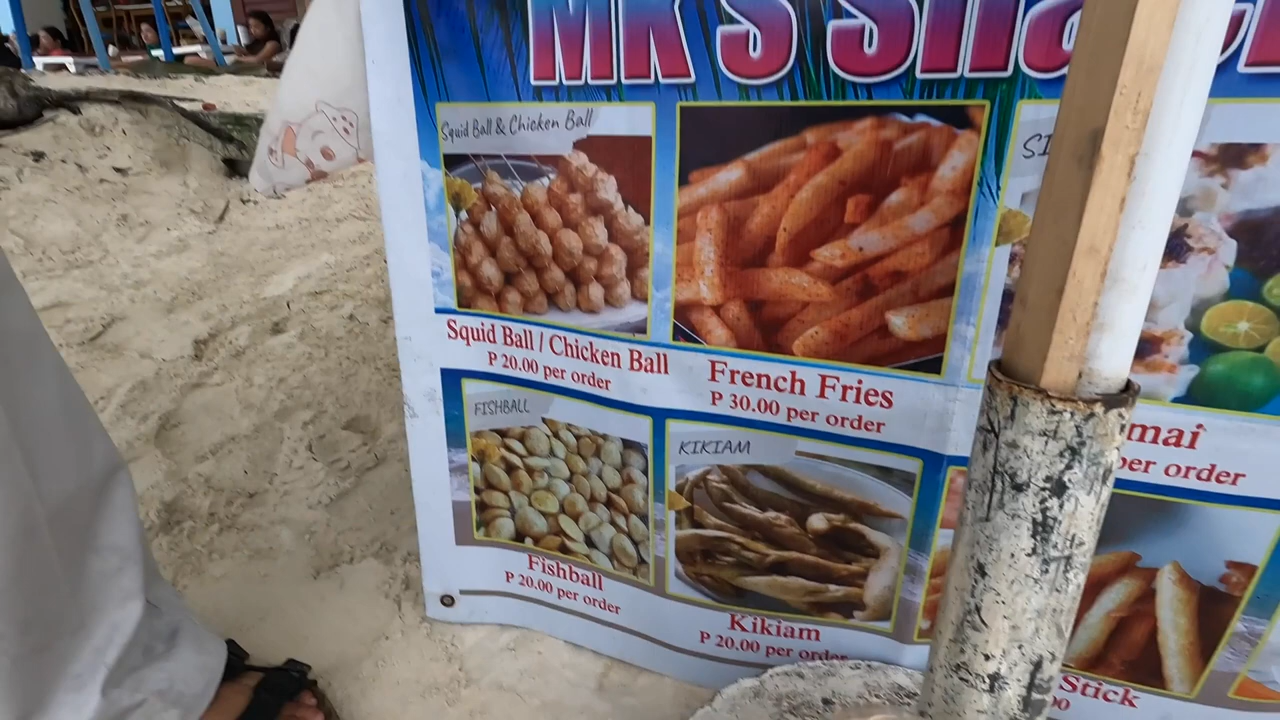 MK'S
Squid Ball & Chicken Ball
Squid Ball / Chicken Ball
P 20.00 per order
French Fries
P 30.00 per order
mai
per order
FISHBALL
Fishball
P 20.00 per order
KIKIAM
Kikiam
P 20.00 per order
Stick